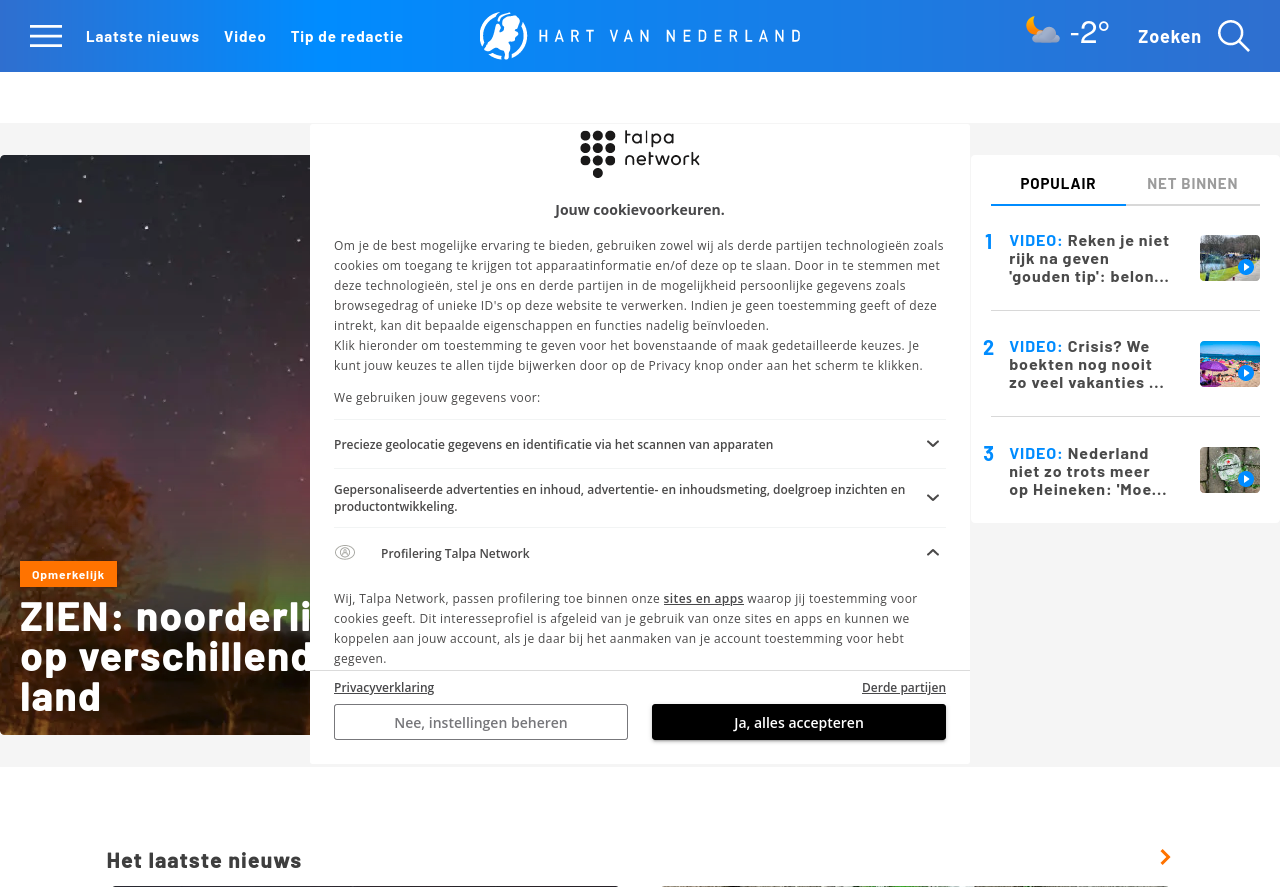 Laatste nieuws
Video
Tip de redactie
HART VAN NEDERLAND
-2°
Zoeken
talpa
network
Jouw cookievoorkeuren.
Om je de best mogelijke ervaring te bieden, gebruiken zowel wij als derde partijen technologieën zoals
cookies om toegang te krijgen tot apparaatinformatie en/of deze op te slaan. Door in te stemmen met
deze technologieën, stel je ons en derde partijen in de mogelijkheid persoonlijke gegevens zoals
browsegedrag of unieke ID's op deze website te verwerken. Indien je geen toestemming geeft of deze
intrekt, kan dit bepaalde eigenschappen en functies nadelig beïnvloeden.
Klik hieronder om toestemming te geven voor het bovenstaande of maak gedetailleerde keuzes. Je
kunt jouw keuzes te allen tijde bijwerken door op de Privacy knop onder aan het scherm te klikken.
We gebruiken jouw gegevens voor:
Precieze geolocatie gegevens en identificatie via het scannen van apparaten
Gepersonaliseerde advertenties en inhoud, advertentie- en inhoudsmeting, doelgroep inzichten en
productontwikkeling.
Profilering Talpa Network
Wij, Talpa Network, passen profilering toe binnen onze sites en apps waarop jij toestemming voor
cookies geeft. Dit interesseprofiel is afgeleid van je gebruik van onze sites en apps en kunnen we
koppelen aan jouw account, als je daar bij het aanmaken van je account toestemming voor hebt
gegeven.
Privacyverklaring
Derde partijen
Nee, instellingen beheren
Ja, alles accepteren
Opmerkelijk
ZIEN: noorderli
op verschillend
land
POPULAIR
NET BINNEN
1
VIDEO: Reken je niet
rijk na geven
'gouden tip': belon...
2
VIDEO: Crisis? We
boekten nog nooit
zo veel vakanties ...
3
VIDEO: Nederland
niet zo trots meer
op Heineken: 'Moe...
Het laatste nieuws